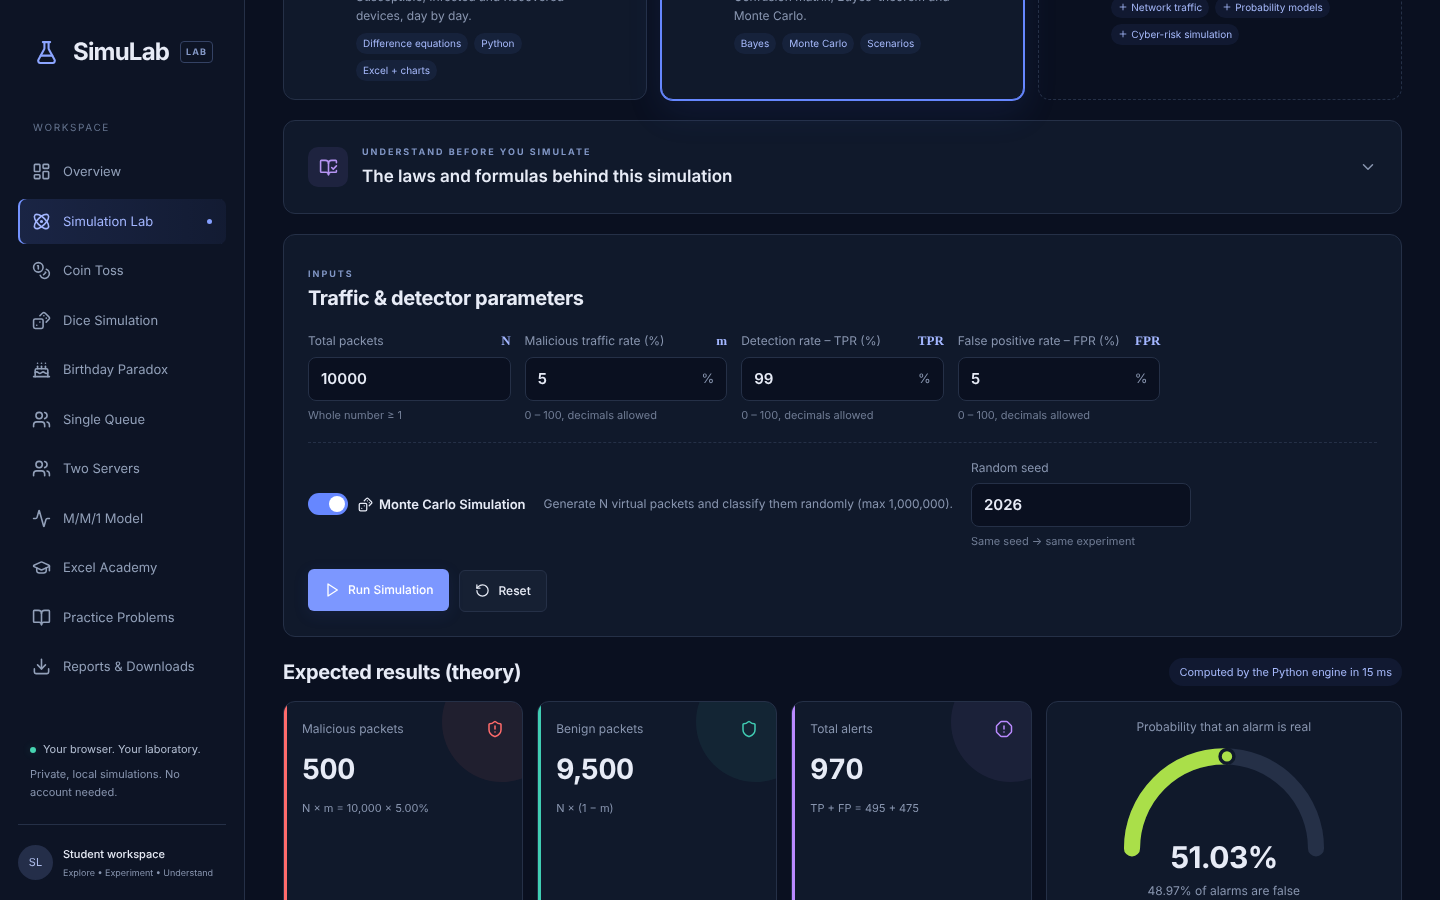 SimuLab LAB
WORKSPACE
Overview
Simulation Lab
Coin Toss
Dice Simulation
Birthday Paradox
Single Queue
Two Servers
M/M/1 Model
Excel Academy
Practice Problems
Reports & Downloads
Your browser. Your laboratory.
Private, local simulations. No
account needed.
SL
Student workspace
Explore • Experiment • Understand
devices, day by day.
Difference equations Python
Excel + charts
Monte Carlo.
Bayes Monte Carlo Scenarios
+ Network traffic + Probability models
+ Cyber-risk simulation
UNDERSTAND BEFORE YOU SIMULATE
The laws and formulas behind this simulation
INPUTS
Traffic & detector parameters
Total packets N Malicious traffic rate (%) m Detection rate – TPR (%) TPR False positive rate – FPR (%) FPR
10000 5 % 99 % 5 %
Whole number ≥ 1 0 – 100, decimals allowed 0 – 100, decimals allowed 0 – 100, decimals allowed
Random seed
Monte Carlo Simulation Generate N virtual packets and classify them randomly (max 1,000,000). 2026
Same seed → same experiment
Run Simulation Reset
Expected results (theory) Computed by the Python engine in 15 ms
Malicious packets
500
N × m = 10,000 × 5.00%
Benign packets
9,500
N × (1 − m)
Total alerts
970
TP + FP = 495 + 475
Probability that an alarm is real
51.03%
48.97% of alarms are false